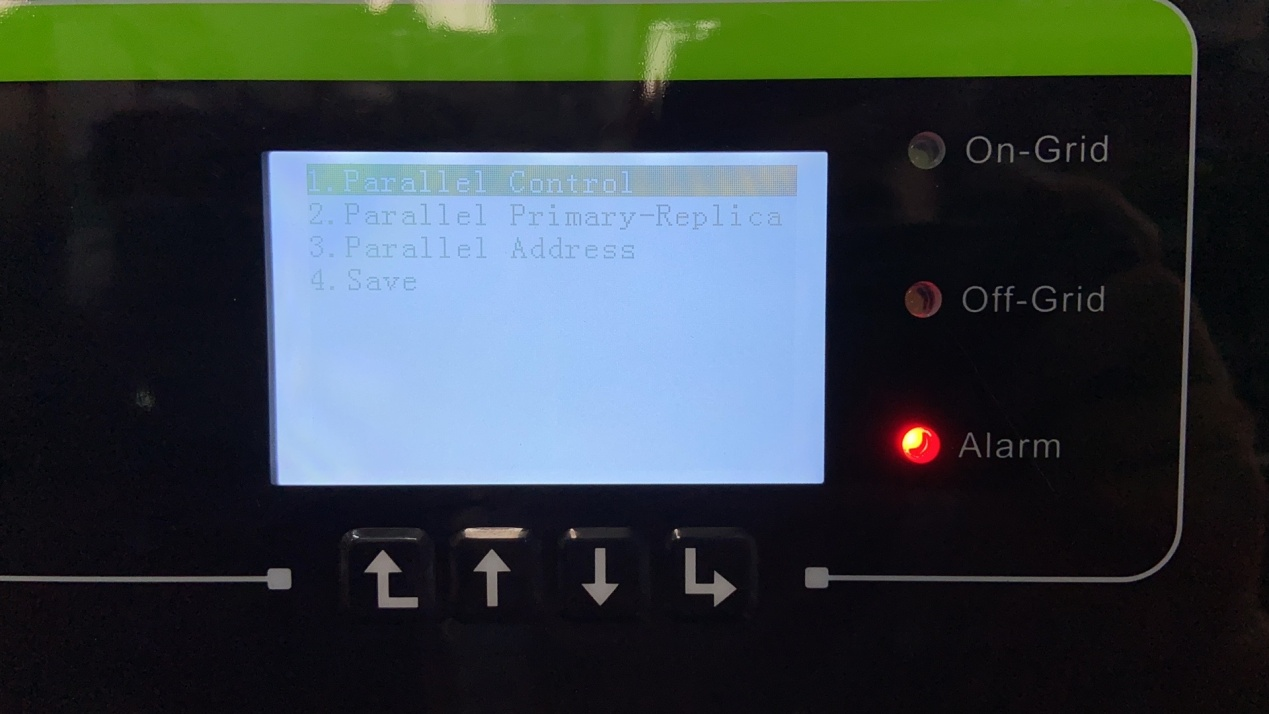 1.Parallel Control
2.Parallel Primary-Replica
3.Parallel Address
4.Save
On-Grid
Off-Grid
Alarm